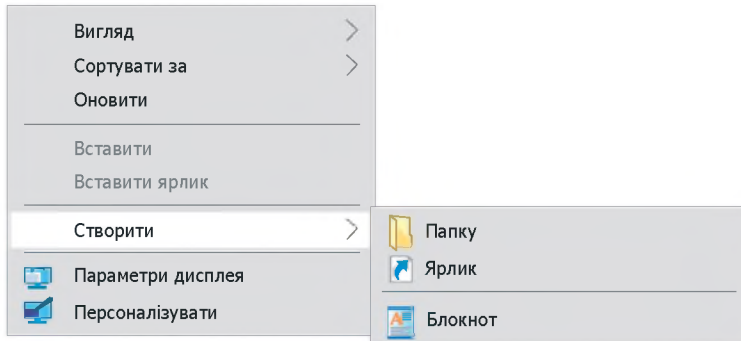 Вигляд
Сортувати за
Оновити
Вставити
Вставити ярлик
Створити
Параметри дисплея
Персоналізувати
Папку
Ярлик
Блокнот